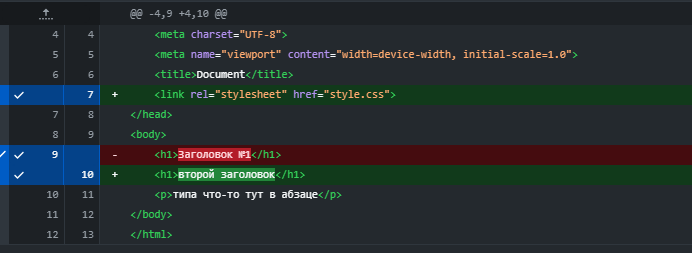 @@ -4,9 +4,10 @@
4 4 <meta charset="UTF-8">
5 5 <meta name="viewport" content="width=device-width, initial-scale=1.0">
6 6 <title>Document</title>
7 + <link rel="stylesheet" href="style.css">
7 8 </head>
8 9 <body>
9 - <h1>Заголовок №1</h1>
10 + <h1>второй заголовок</h1>
10 11 <p>типа что-то тут в абзаце</p>
11 12 </body>
12 13 </html>